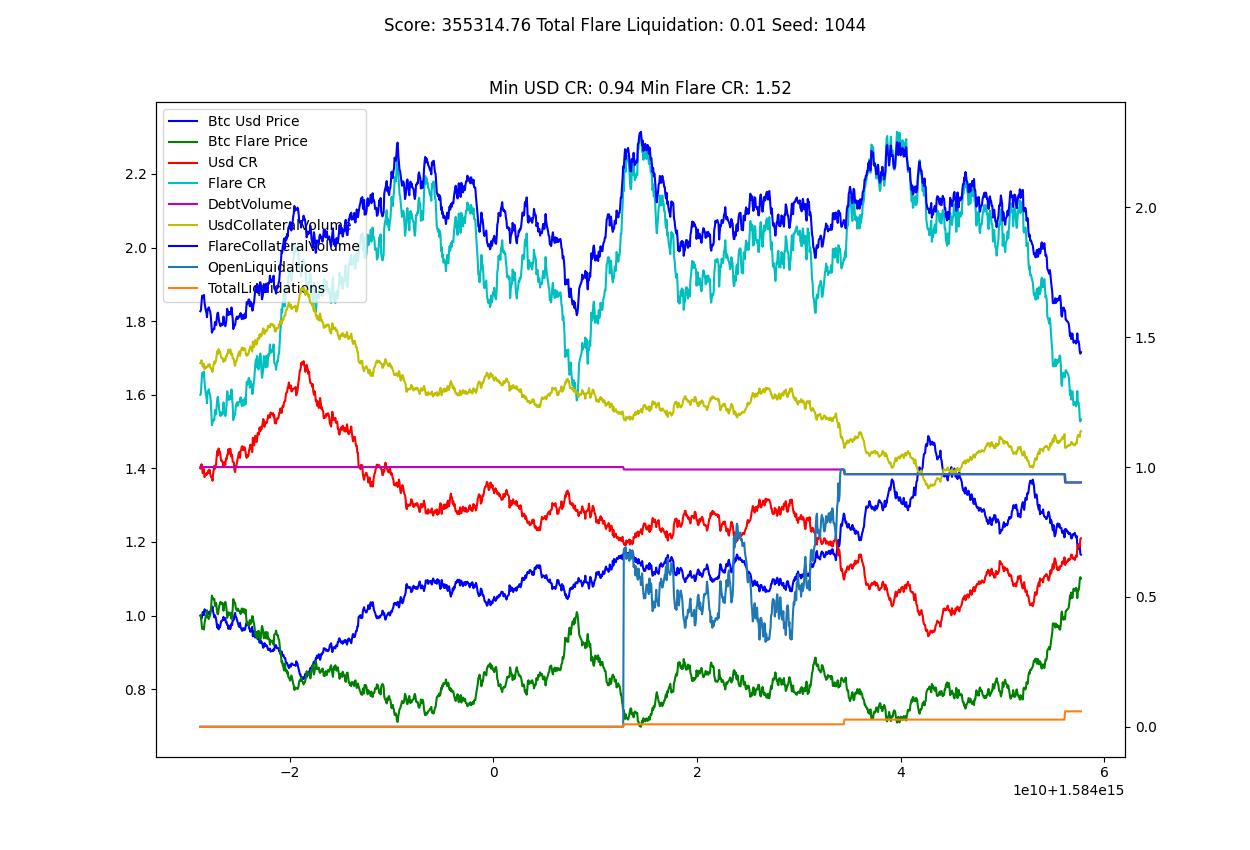 Score: 355314.76 Total Flare Liquidation: 0.01 Seed: 1044
Min USD CR: 0.94 Min Flare CR: 1.52
Btc Usd Price
Btc Flare Price
Usd CR
Flare CR
DebtVolume
UsdCollateralVolume
FlareCollateralVolume
OpenLiquidations
TotalLiquidations
2.2
2.0
1.8
1.6
1.4
1.2
1.0
0.8
2.0
1.5
1.0
0.5
0.0
−2
0
2
4
6
1e10+1.584e15